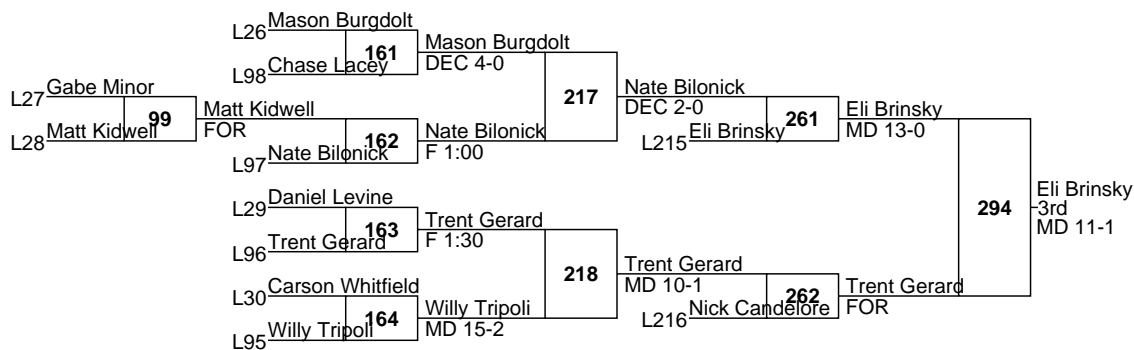 L26 Mason Burgdolt
161 Mason Burgdolt
DEC 4-0
L98 Chase Lacey
217 Nate Bilonick
DEC 2-0
L27 Gabe Minor
99 Matt Kidwell
FOR
L28 Matt Kidwell
162 Nate Bilonick
F 1:00
L97 Nate Bilonick
261 Eli Brinsky
MD 13-0
L215 Eli Brinsky
294 Eli Brinsky
3rd
MD 11-1
L29 Daniel Levine
163 Trent Gerard
F 1:30
L96 Trent Gerard
218 Trent Gerard
MD 10-1
L30 Carson Whitfield
164 Willy Tripoli
MD 15-2
L95 Willy Tripoli
262 Trent Gerard
FOR
L216 Nick Candelore